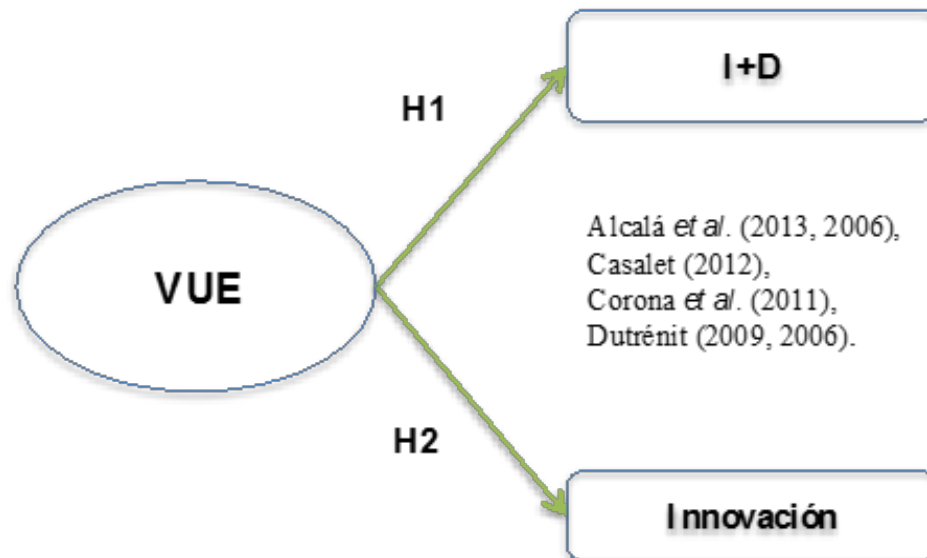 I+D
H1
Alcalá et al. (2013, 2006),
Casalet (2012),
VUE
Corona et al. (2011),
Dutrénit (2009, 2006).
H2
Innovación